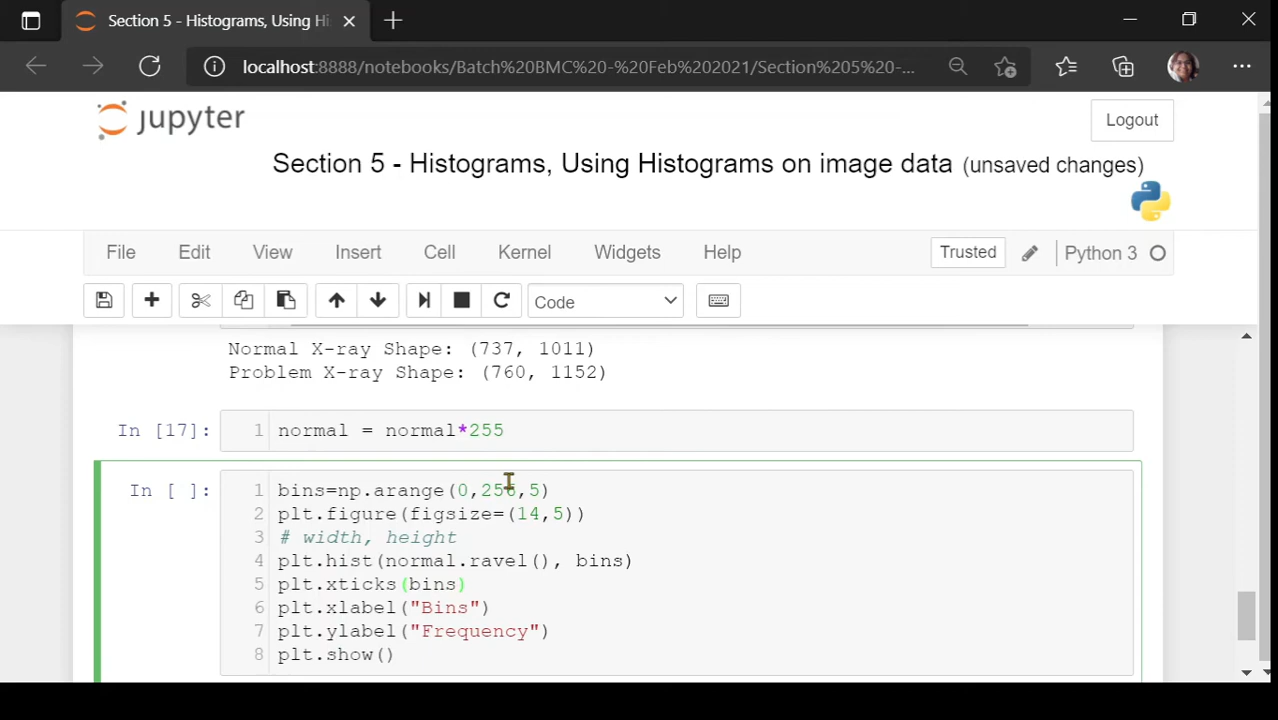 Section 5 - Histograms, Using Hi
localhost:8888/notebooks/Batch%20BMC%20-%20Feb%202021/Section%205%20-...
jupyter
Logout
Section 5 - Histograms, Using Histograms on image data (unsaved changes)
File Edit View Insert Cell Kernel Widgets Help Trusted Python 3
Code
Normal X-ray Shape: (737, 1011)
Problem X-ray Shape: (760, 1152)
In [17]: 1 normal = normal*255
In [ ]: 1 bins=np.arange(0,256,5)
2 plt.figure(figsize=(14,5))
3 # width, height
4 plt.hist(normal.ravel(), bins)
5 plt.xticks(bins)
6 plt.xlabel("Bins")
7 plt.ylabel("Frequency")
8 plt.show()